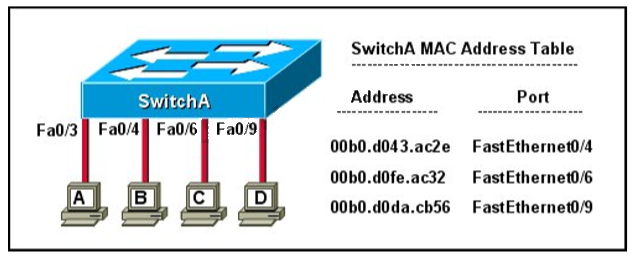 SwitchA MAC Address Table
Address Port
SwitchA
Fa0/3 Fa0/4 Fa0/6 Fa0/9
00b0.d043.ac2e FastEthernet0/4
00b0.d0fe.ac32 FastEthernet0/6
00b0.d0da.cb56 FastEthernet0/9
A B C D